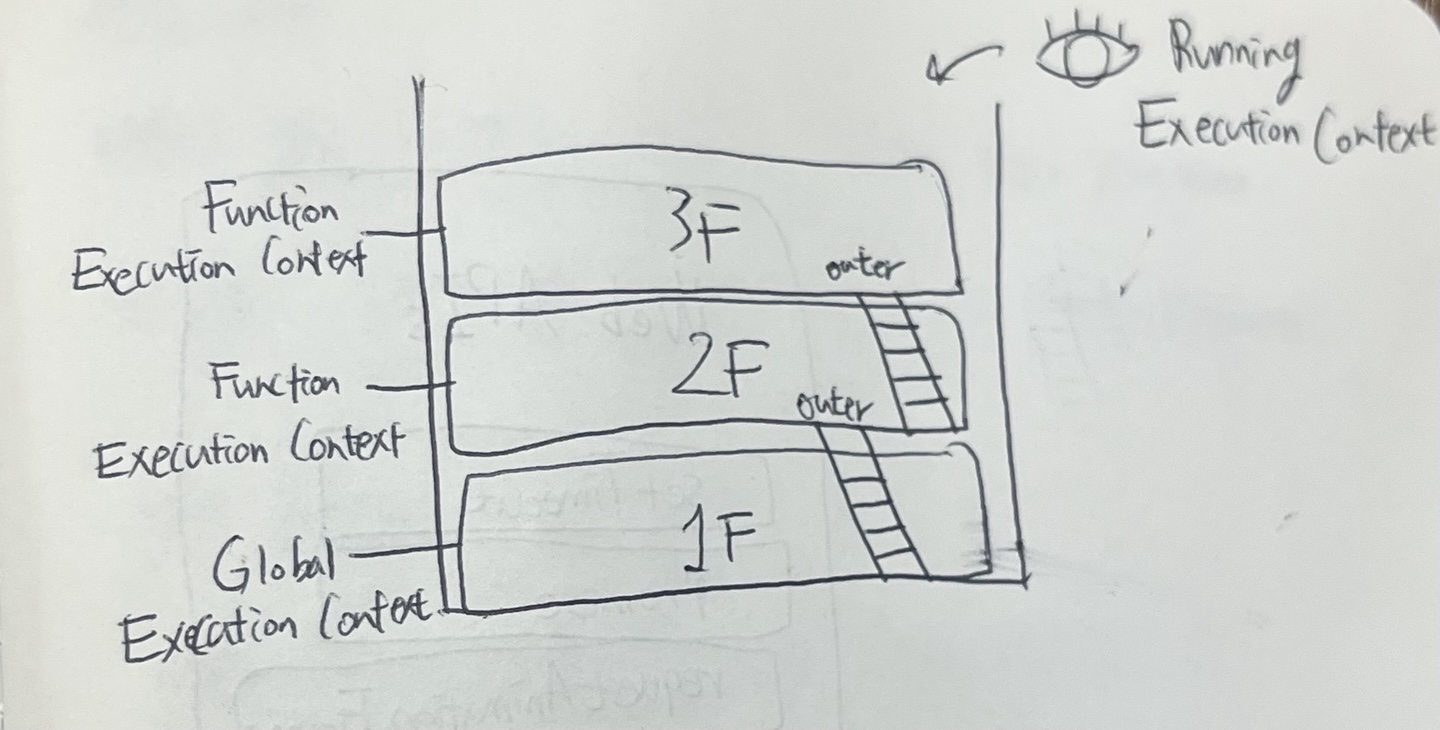 Running
Execution Context
Function
Execution Context
3F
outer
Function
Execution Context
2F
outer
Global
Execution Context
1F